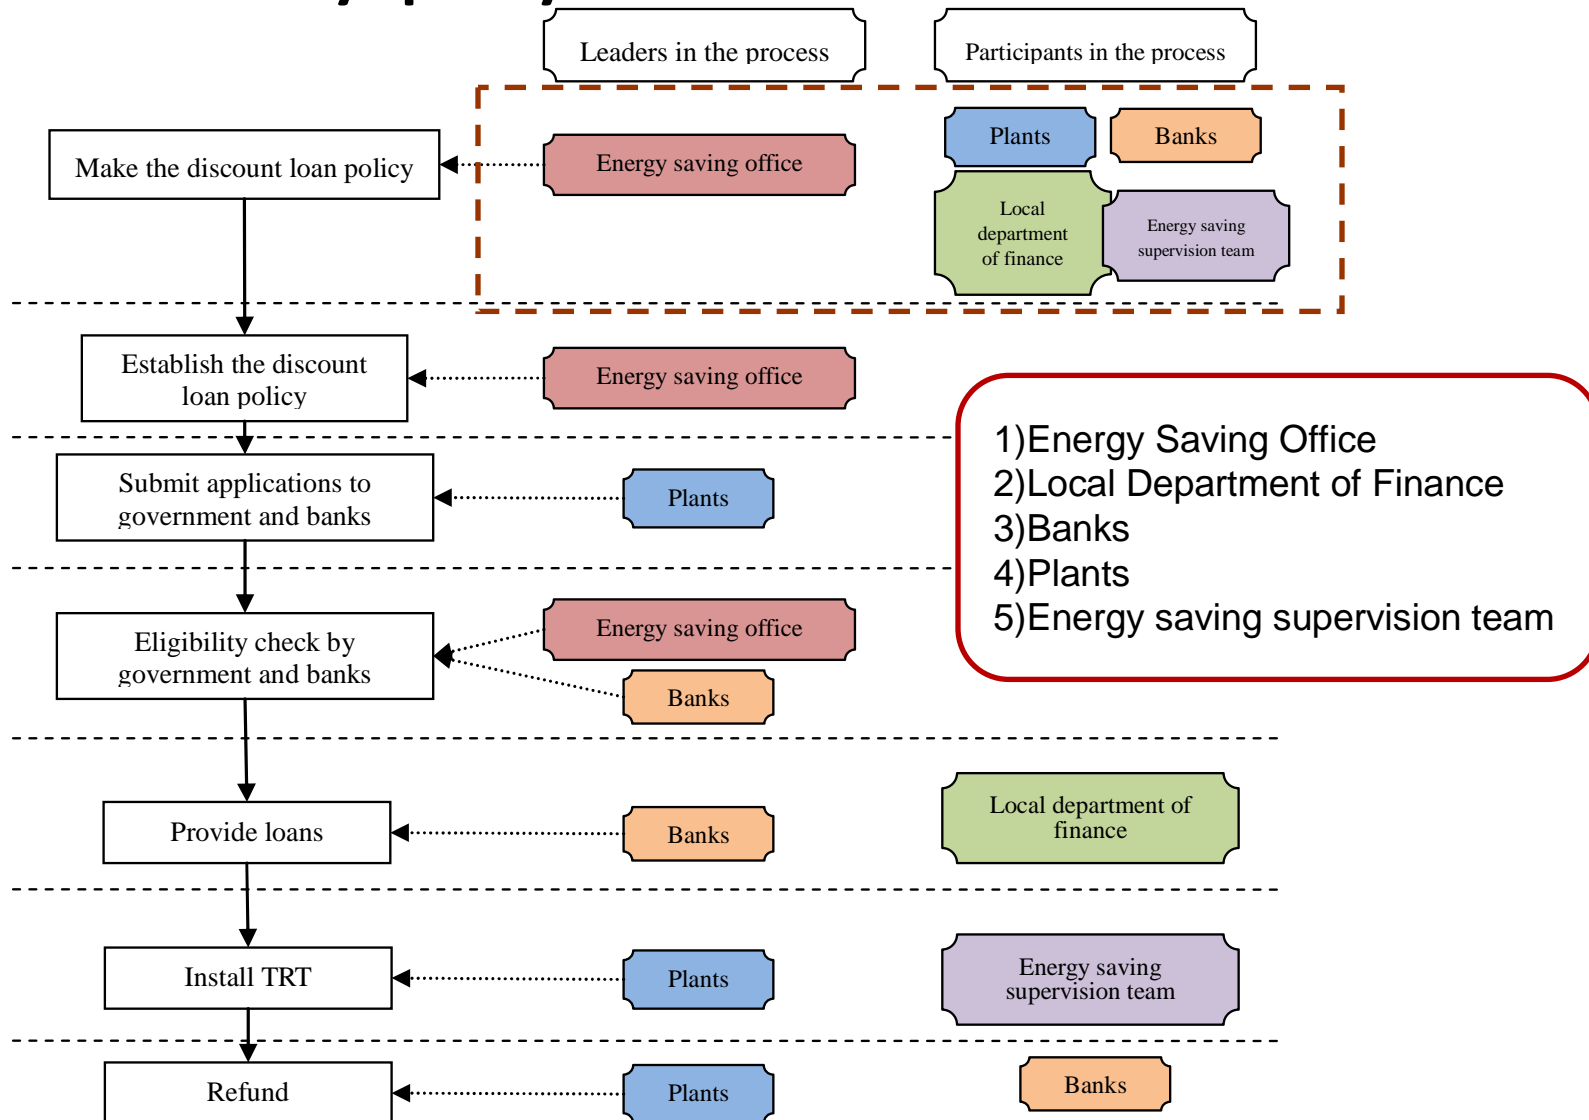 Leaders in the process
Participants in the process
Make the discount loan policy
Energy saving office
Plants
Banks
Local
department
of finance
Energy saving
supervision team
Establish the discount
loan policy
Energy saving office
1)Energy Saving Office
2)Local Department of Finance
3)Banks
4)Plants
5)Energy saving supervision team
Submit applications to
government and banks
Plants
Eligibility check by
government and banks
Energy saving office
Banks
Provide loans
Banks
Local department of
finance
Install TRT
Plants
Energy saving
supervision team
Refund
Plants
Banks